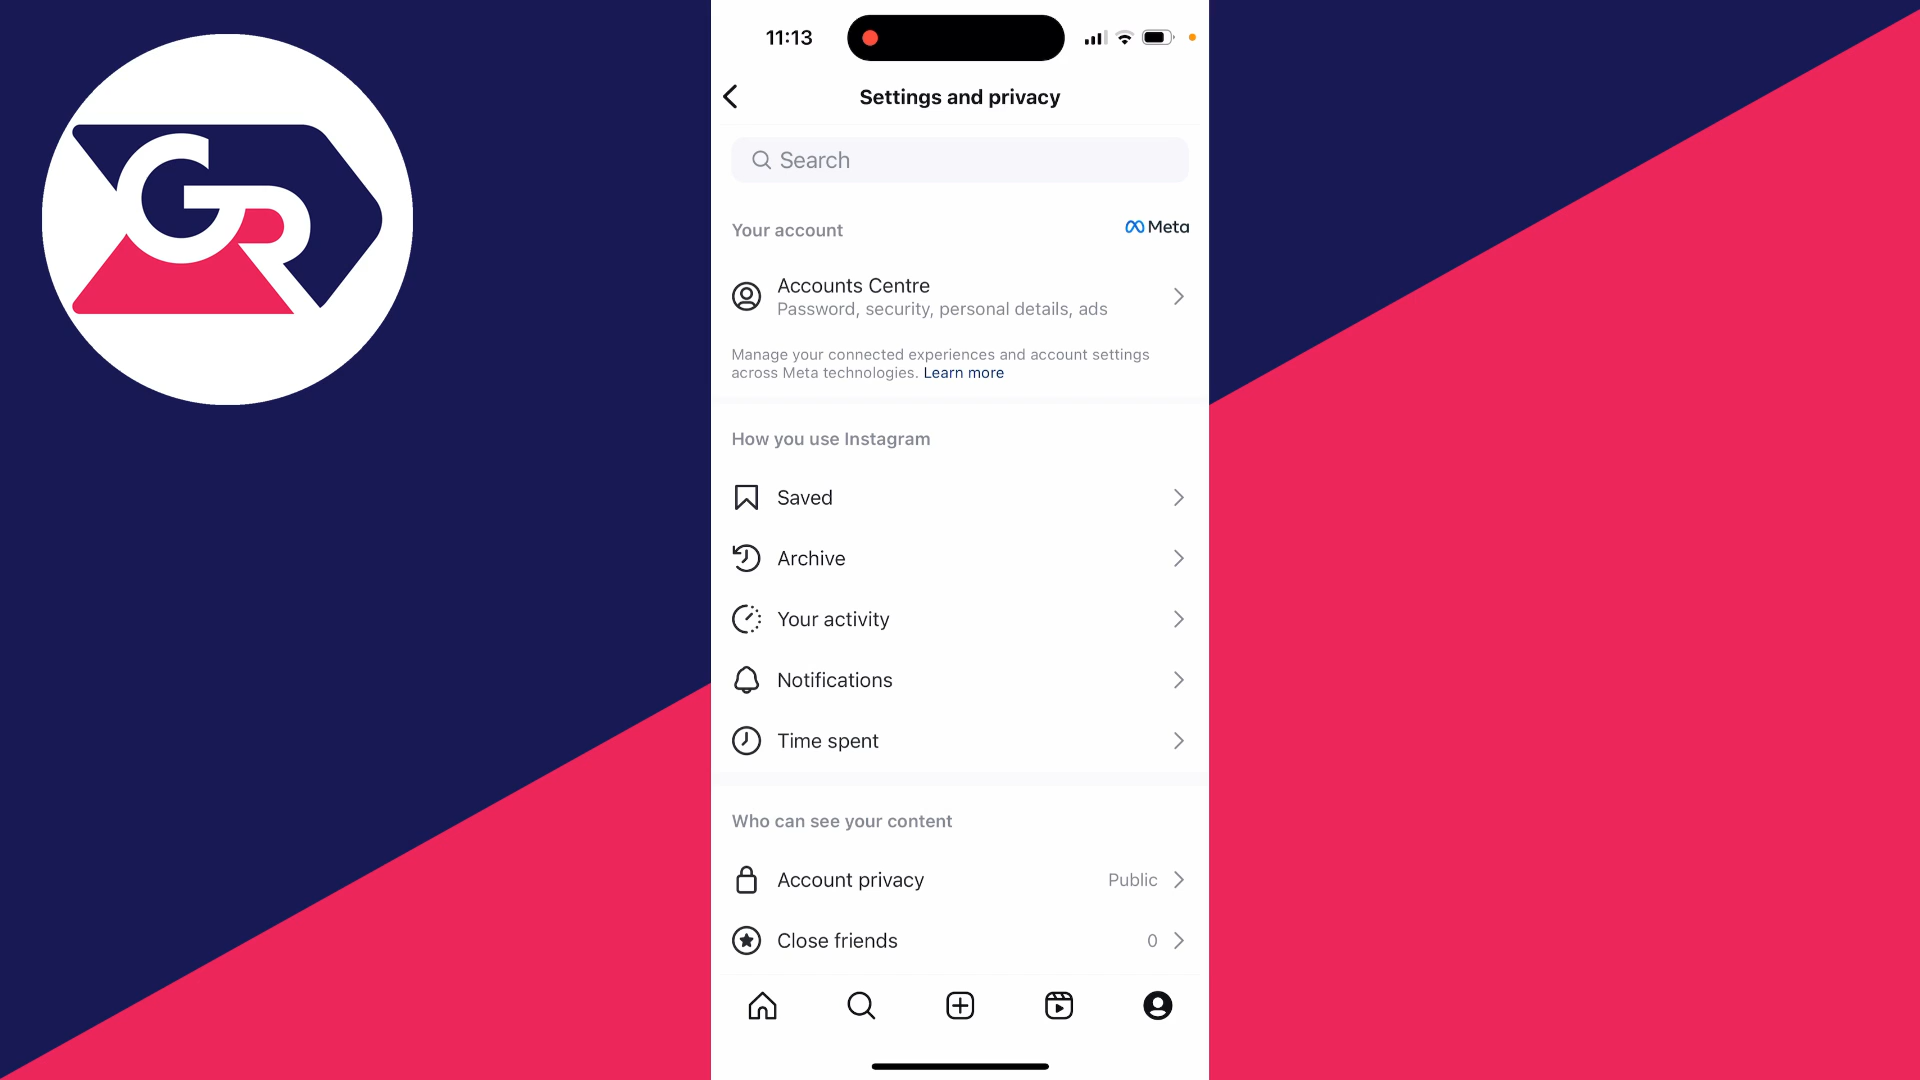 GR
11:13
Settings and privacy
Search
Your account
Meta
Accounts Centre
Password, security, personal details, ads
Manage your connected experiences and account settings
across Meta technologies. Learn more
How you use Instagram
Saved
Archive
Your activity
Notifications
Time spent
Who can see your content
Account privacy Public
Close friends 0